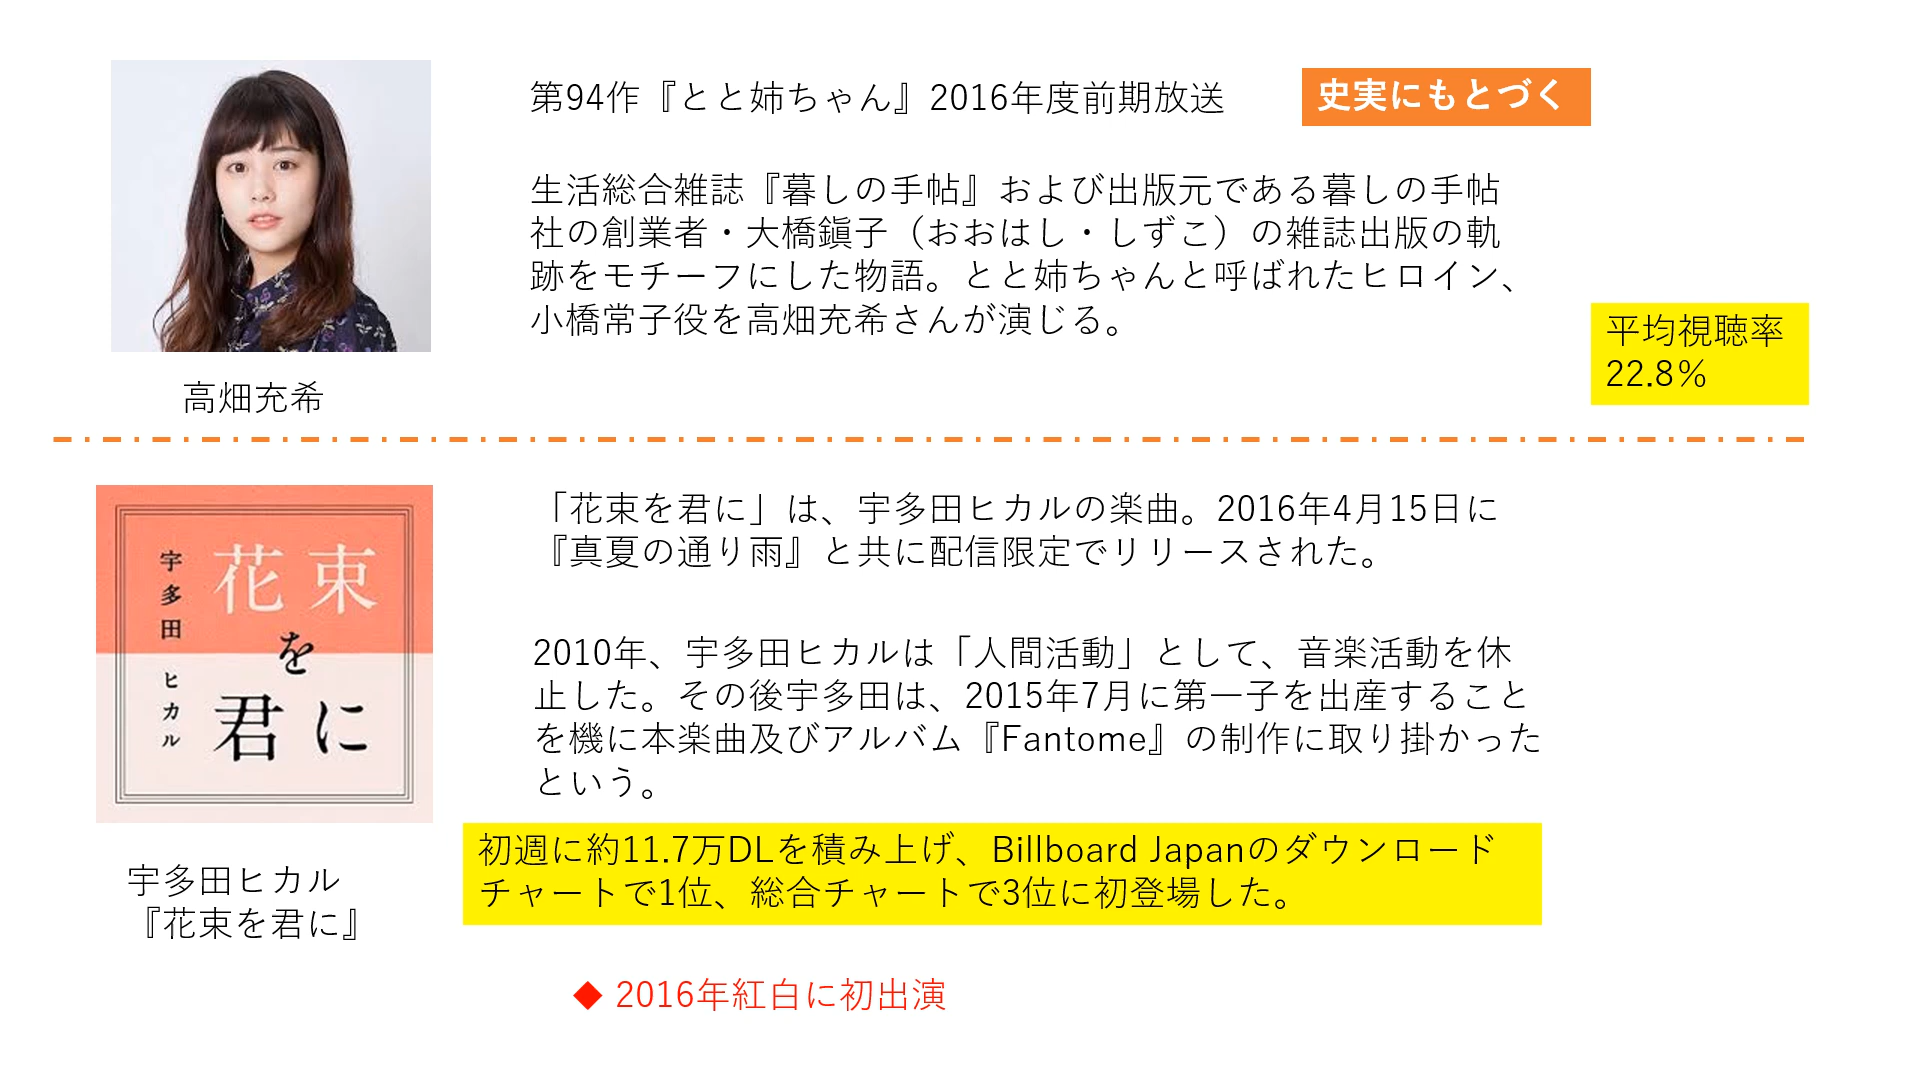 第94作『とと姉ちゃん』2016年度前期放送
史実にもとづく
生活総合雑誌『暮しの手帖』および出版元である暮しの手帖
社の創業者・大橋鎭子（おおはし・しずこ）の雑誌出版の軌
跡をモチーフにした物語。とと姉ちゃんと呼ばれたヒロイン、
小橋常子役を高畑充希さんが演じる。
平均視聴率
22.8％
高畑充希
花束
を
君に
宇多田
ヒカル
「花束を君に」は、宇多田ヒカルの楽曲。2016年4月15日に
『真夏の通り雨』と共に配信限定でリリースされた。
2010年、宇多田ヒカルは「人間活動」として、音楽活動を休
止した。その後宇多田は、2015年7月に第一子を出産すること
を機に本楽曲及びアルバム『Fantome』の制作に取り掛かった
という。
初週に約11.7万DLを積み上げ、Billboard Japanのダウンロード
チャートで1位、総合チャートで3位に初登場した。
宇多田ヒカル
『花束を君に』
◆ 2016年紅白に初出演